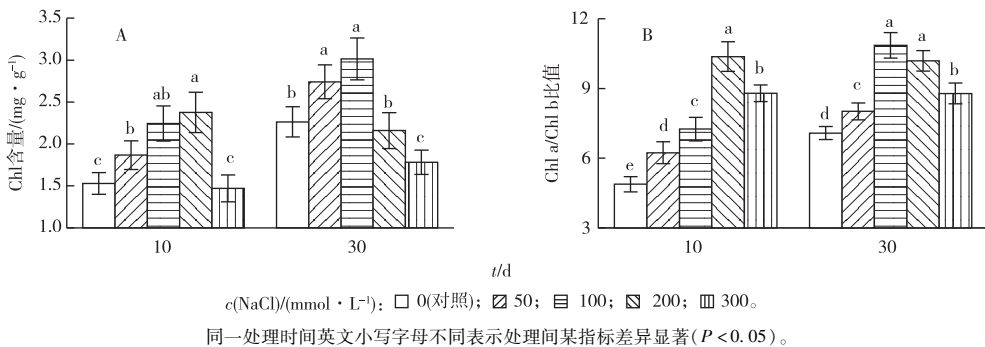 A
Chl含量/(mg·g⁻¹)
3.5
3.0
2.5
2.0
1.5
1.0
c b ab a c
b a a b c
10 30
B
Chl a/Chl b比值
12
9
6
3
e d c a b
d c a a b
10 30
t/d
c(NaCl)/(mmol·L⁻¹): 0(对照); 50; 100; 200; 300。
同一处理时间英文小写字母不同表示处理间某指标差异显著(P<0.05)。